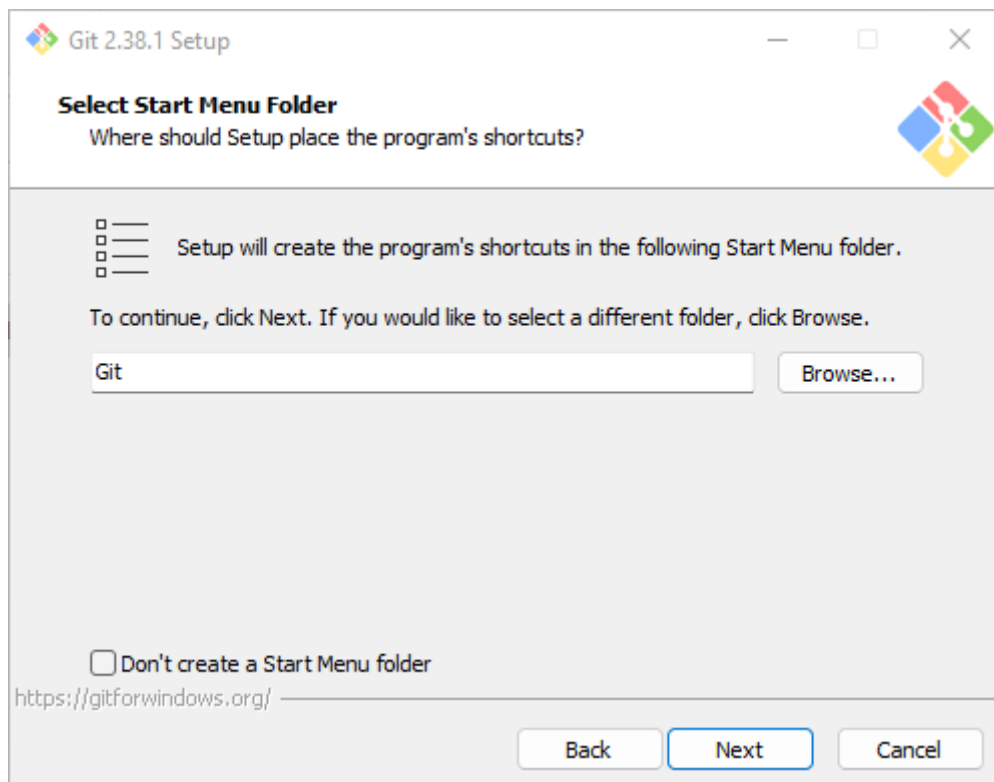 Git 2.38.1 Setup
Select Start Menu Folder
Where should Setup place the program's shortcuts?
Setup will create the program's shortcuts in the following Start Menu folder.
To continue, click Next. If you would like to select a different folder, click Browse.
Git
Browse...
Don't create a Start Menu folder
https://gitforwindows.org/
Back
Next
Cancel